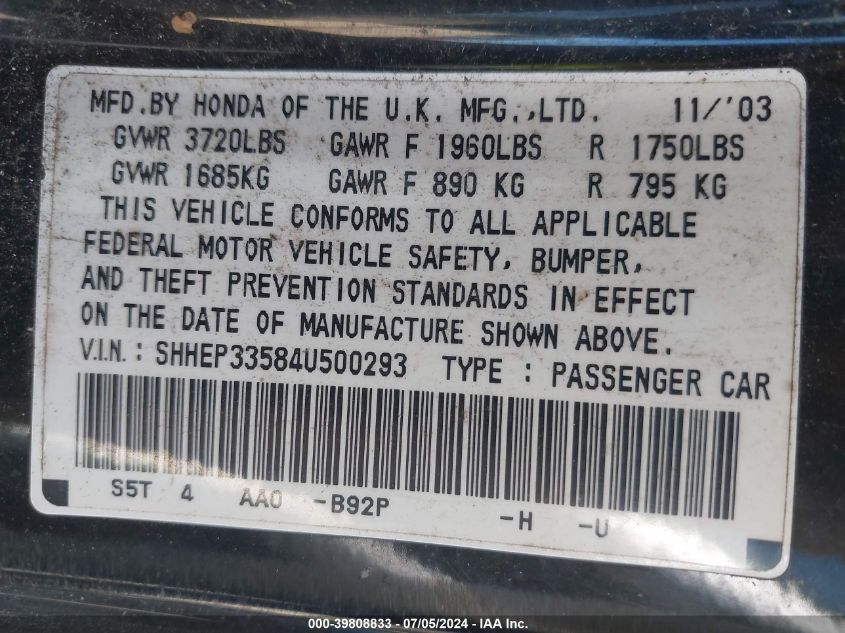 MFD.BY HONDA OF THE U.K. MFG.,LTD. 11/'03
GVWR 3720LBS GAWR F 1960LBS R 1750LBS
GVWR 1685KG GAWR F 890 KG R 795 KG
THIS VEHICLE CONFORMS TO ALL APPLICABLE
FEDERAL MOTOR VEHICLE SAFETY, BUMPER,
AND THEFT PREVENTION STANDARDS IN EFFECT
ON THE DATE OF MANUFACTURE SHOWN ABOVE.
V.I.N. : SHHEP33584U500293 TYPE : PASSENGER CAR
S5T 4 AA0 -B92P -H -U
000-39808833 / 07/05/2024 - IAA Inc.